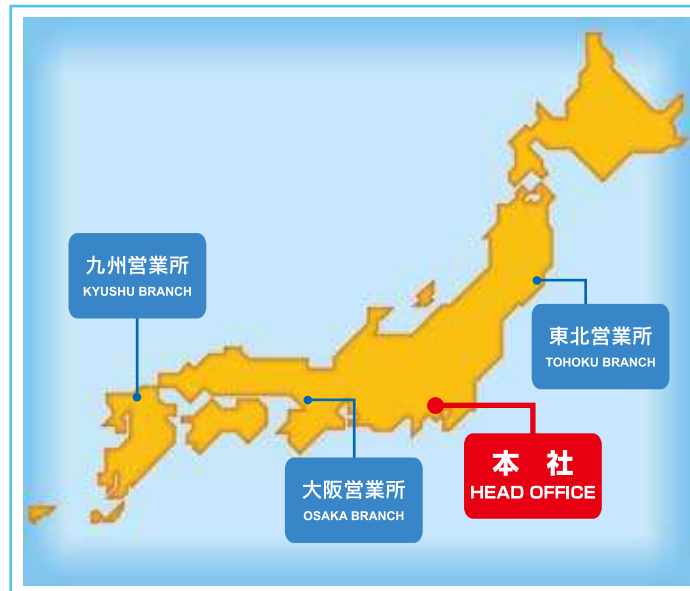 九州営業所
KYUSHU BRANCH
東北営業所
TOHOKU BRANCH
本 社
HEAD OFFICE
大阪営業所
OSAKA BRANCH